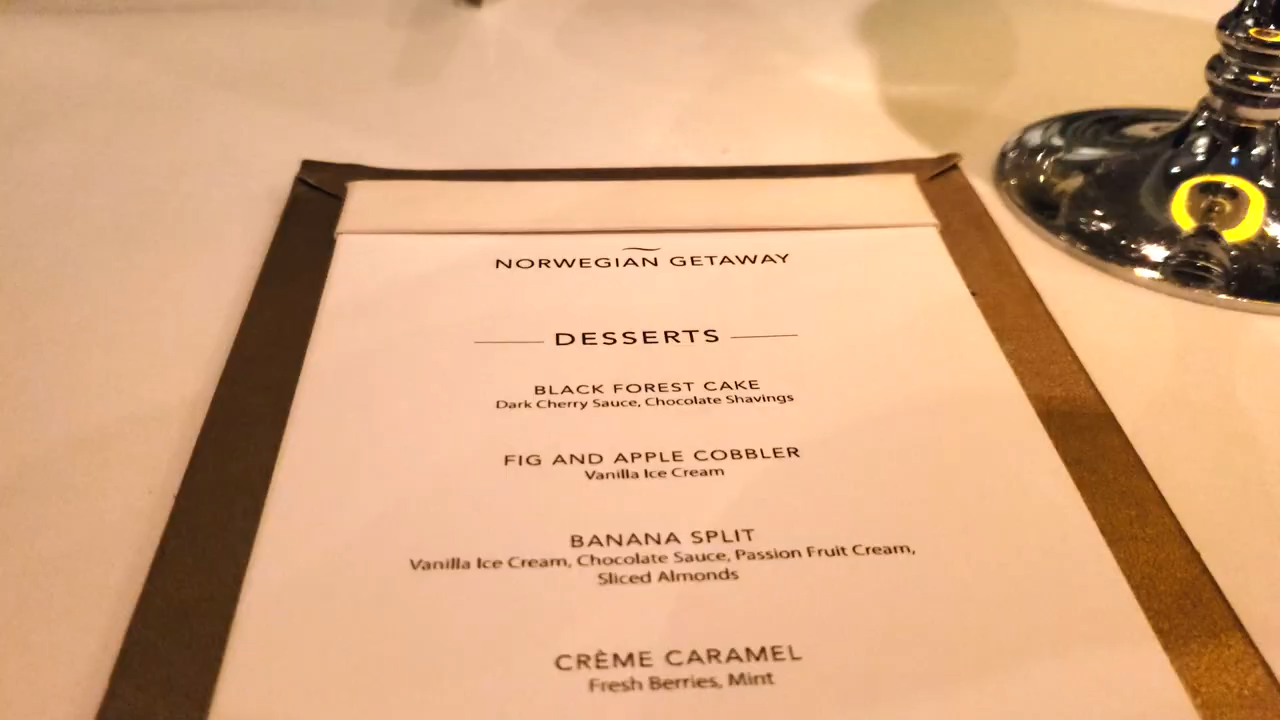 NORWEGIAN GETAWAY
DESSERTS
BLACK FOREST CAKE
Dark Cherry Sauce, Chocolate Shavings
FIG AND APPLE COBBLER
Vanilla Ice Cream
BANANA SPLIT
Vanilla Ice Cream, Chocolate Sauce, Passion Fruit Cream,
Sliced Almonds
CRÈME CARAMEL
Fresh Berries, Mint